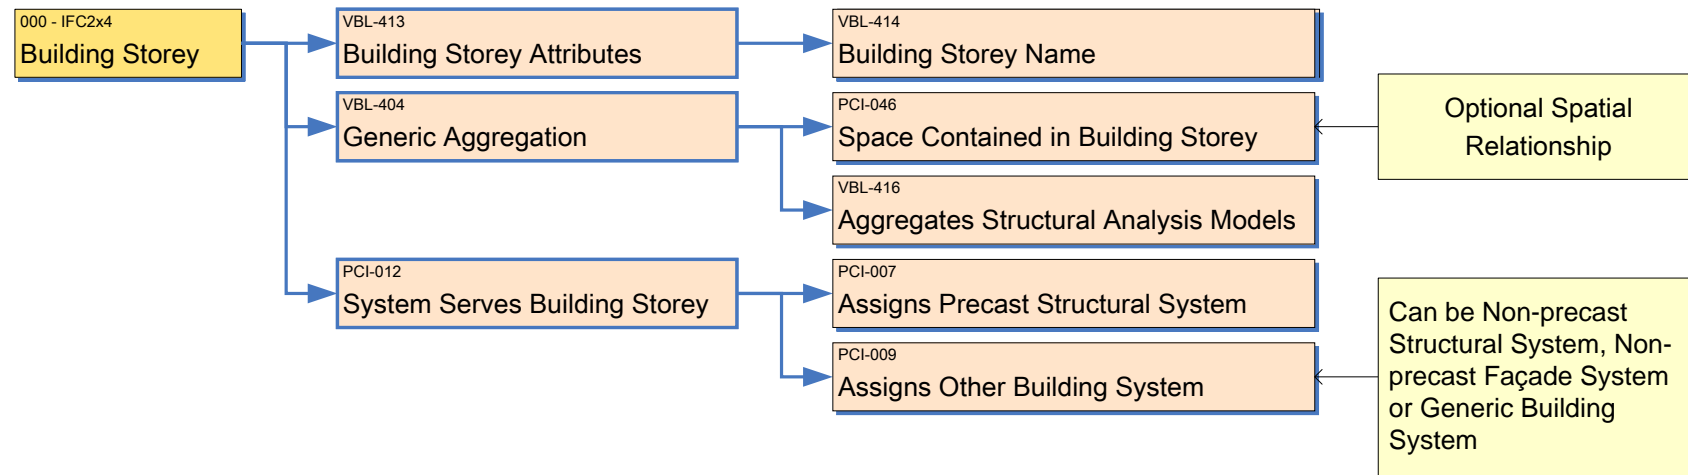 000 - IFC2x4
Building Storey
VBL-413
Building Storey Attributes
VBL-414
Building Storey Name
VBL-404
Generic Aggregation
PCI-046
Space Contained in Building Storey
Optional Spatial
Relationship
VBL-416
Aggregates Structural Analysis Models
PCI-012
System Serves Building Storey
PCI-007
Assigns Precast Structural System
PCI-009
Assigns Other Building System
Can be Non-precast
Structural System, Non-
precast Façade System
or Generic Building
System